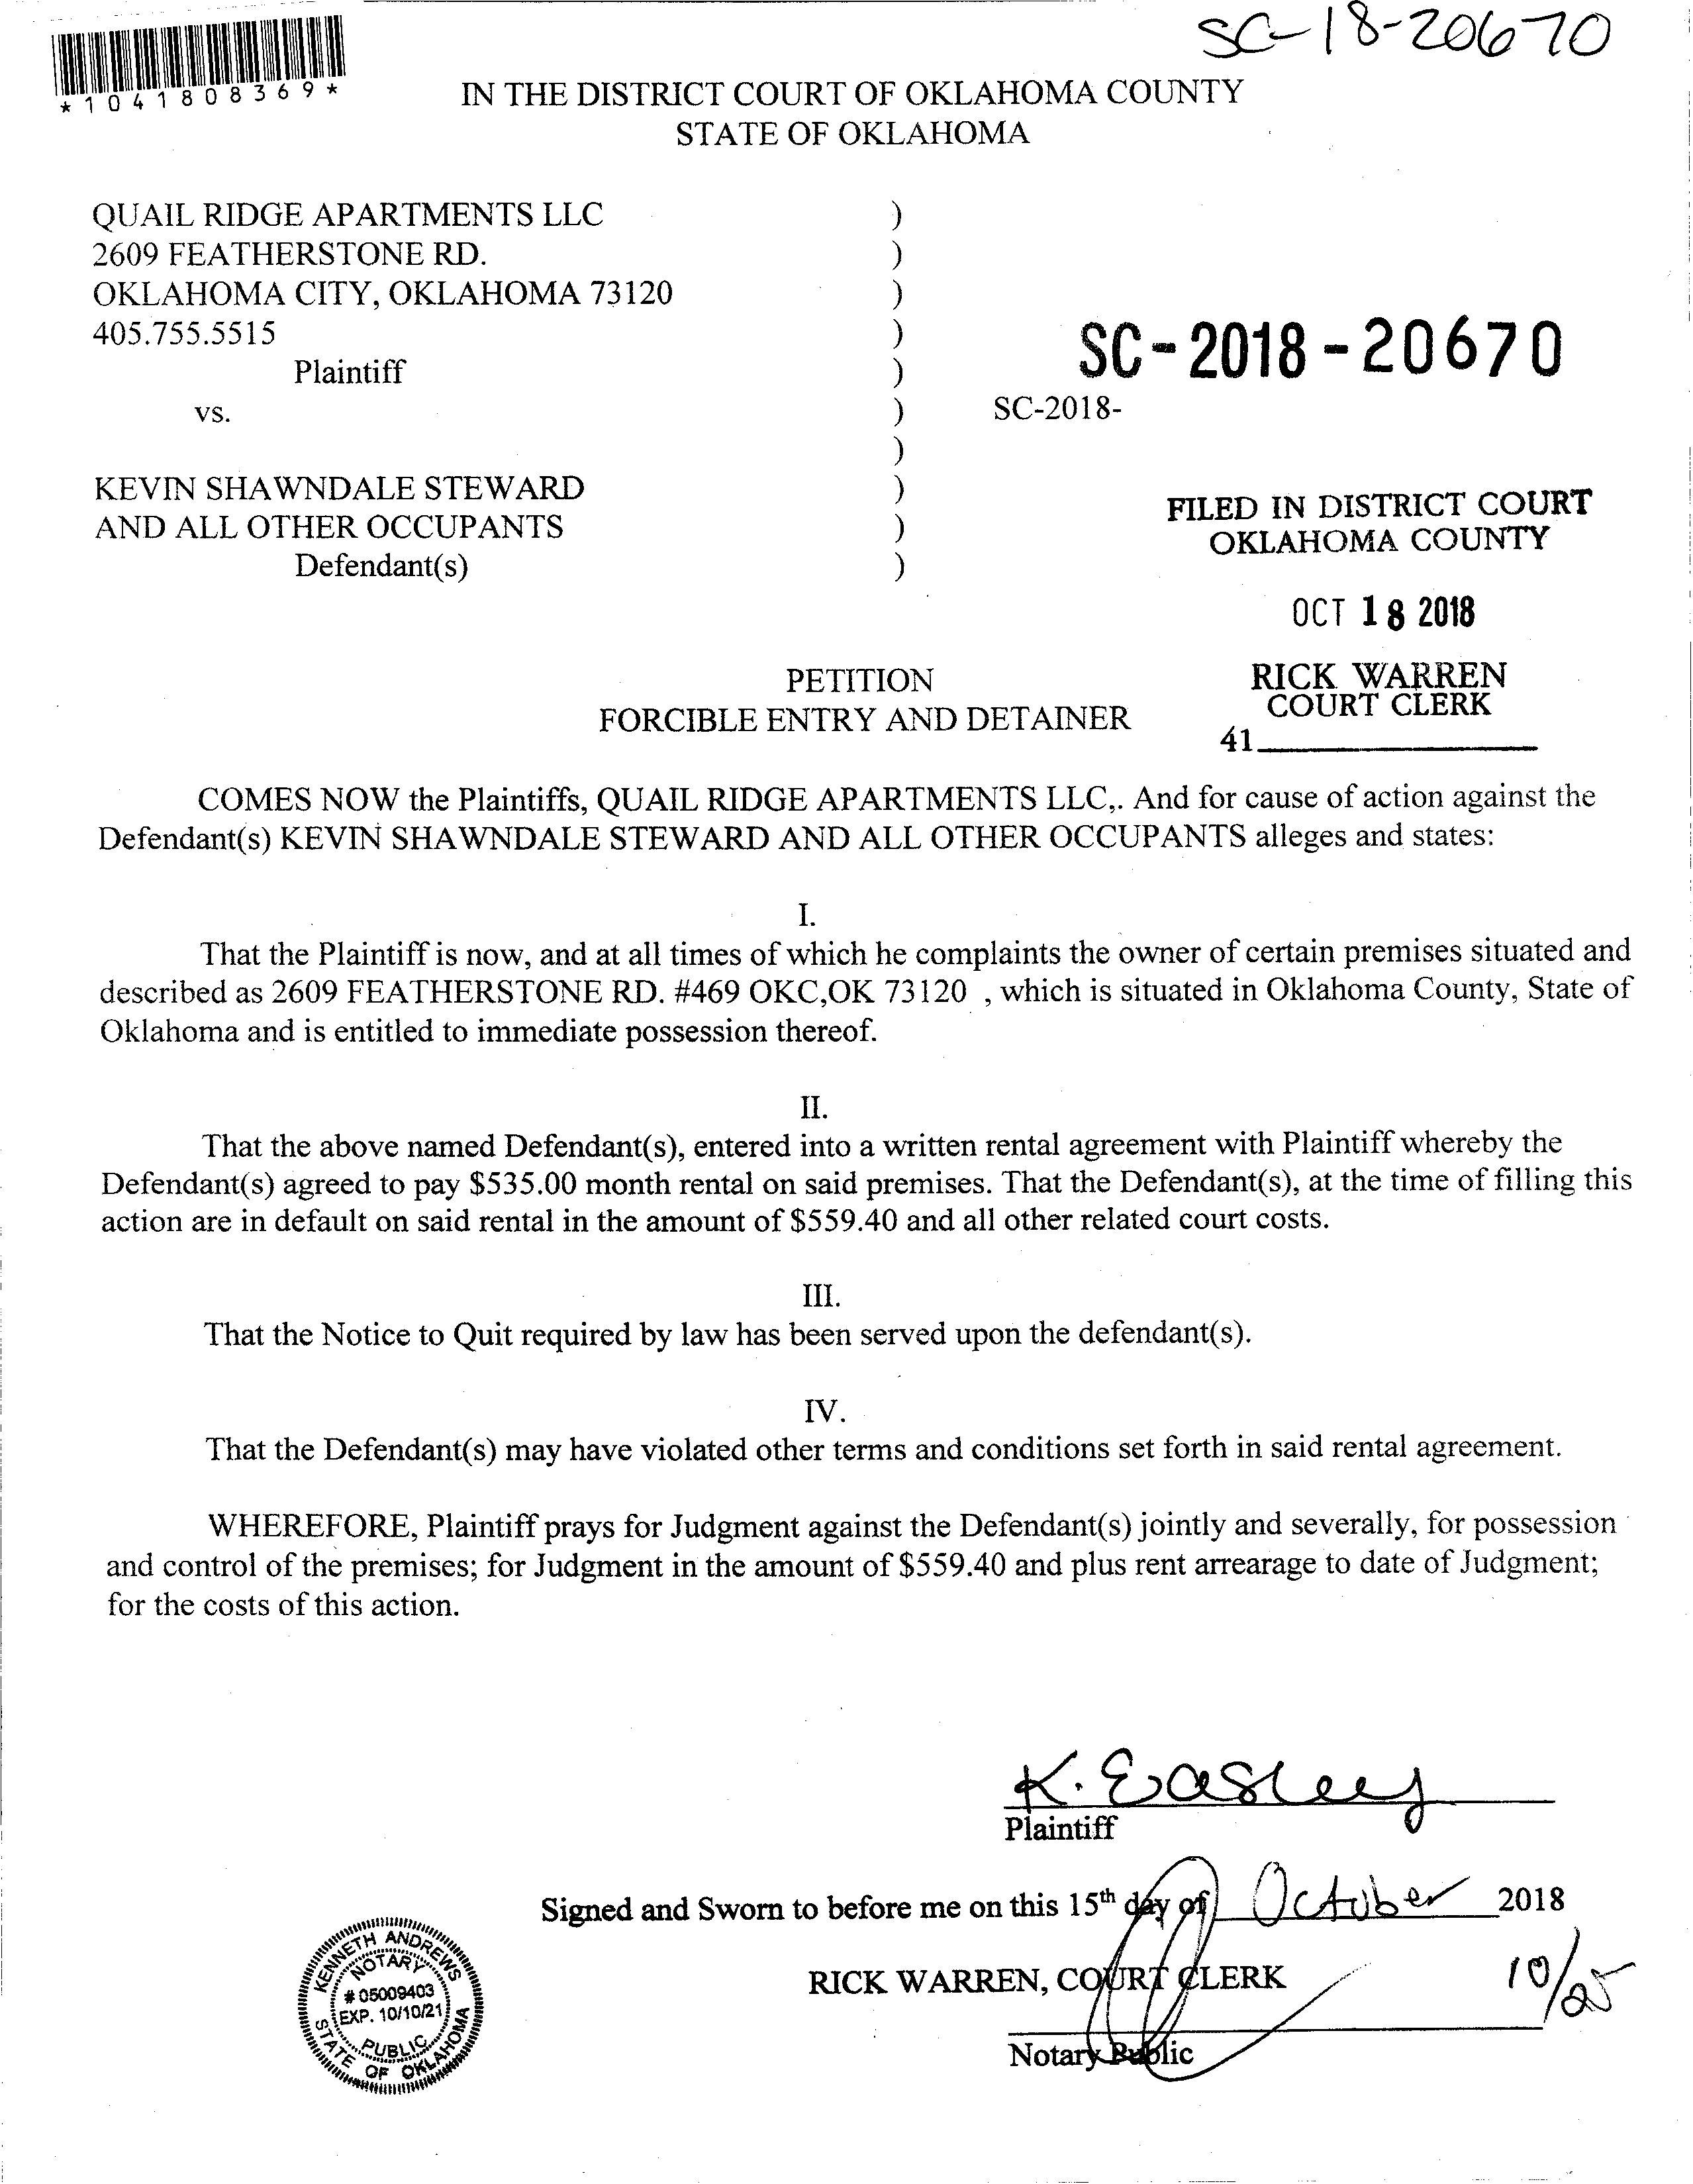 SC-18-20670
*1041808369*
IN THE DISTRICT COURT OF OKLAHOMA COUNTY
STATE OF OKLAHOMA
QUAIL RIDGE APARTMENTS LLC )
2609 FEATHERSTONE RD. )
OKLAHOMA CITY, OKLAHOMA 73120 )
405.755.5515 )
SC-2018-20670
Plaintiff )
vs. ) SC-2018-
)
KEVIN SHAWNDALE STEWARD )
AND ALL OTHER OCCUPANTS )
Defendant(s) )
FILED IN DISTRICT COURT
OKLAHOMA COUNTY
OCT 18 2018
RICK WARREN
COURT CLERK
41
PETITION
FORCIBLE ENTRY AND DETAINER
COMES NOW the Plaintiffs, QUAIL RIDGE APARTMENTS LLC,. And for cause of action against the
Defendant(s) KEVIN SHAWNDALE STEWARD AND ALL OTHER OCCUPANTS alleges and states:
I.
That the Plaintiff is now, and at all times of which he complaints the owner of certain premises situated and
described as 2609 FEATHERSTONE RD. #469 OKC,OK 73120 , which is situated in Oklahoma County, State of
Oklahoma and is entitled to immediate possession thereof.
II.
That the above named Defendant(s), entered into a written rental agreement with Plaintiff whereby the
Defendant(s) agreed to pay $535.00 month rental on said premises. That the Defendant(s), at the time of filling this
action are in default on said rental in the amount of $559.40 and all other related court costs.
III.
That the Notice to Quit required by law has been served upon the defendant(s).
IV.
That the Defendant(s) may have violated other terms and conditions set forth in said rental agreement.
WHEREFORE, Plaintiff prays for Judgment against the Defendant(s) jointly and severally, for possession
and control of the premises; for Judgment in the amount of $559.40 and plus rent arrearage to date of Judgment;
for the costs of this action.
K. Easley
Plaintiff
Signed and Sworn to before me on this 15th day of October 2018
RICK WARREN, COURT CLERK
10/25
Notary Public
KENNETH ANDREWS
NOTARY
# 05009403
EXP. 10/10/21
PUBLIC
STATE OF OKLAHOMA